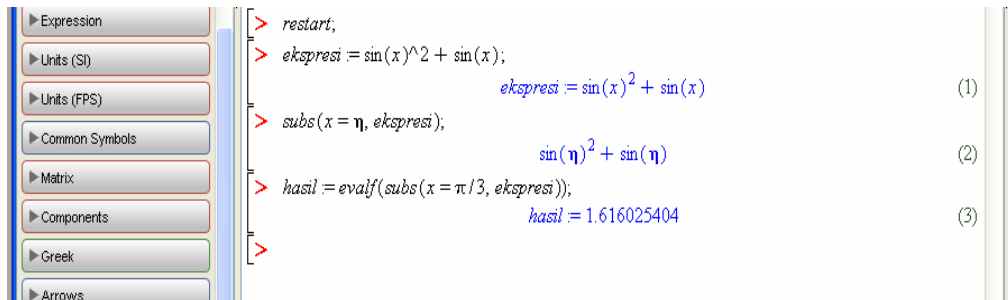 ▶Expression
▶Units (SI)
▶Units (FPS)
▶Common Symbols
▶Matrix
▶Components
▶Greek
▶Arrows
> restart;
> ekspresi := sin(x)^2 + sin(x);
ekspresi := sin(x)² + sin(x) (1)
> subs(x = η, ekspresi);
sin(η)² + sin(η) (2)
> hasil := evalf(subs(x = π/3, ekspresi));
hasil := 1.616025404 (3)
>